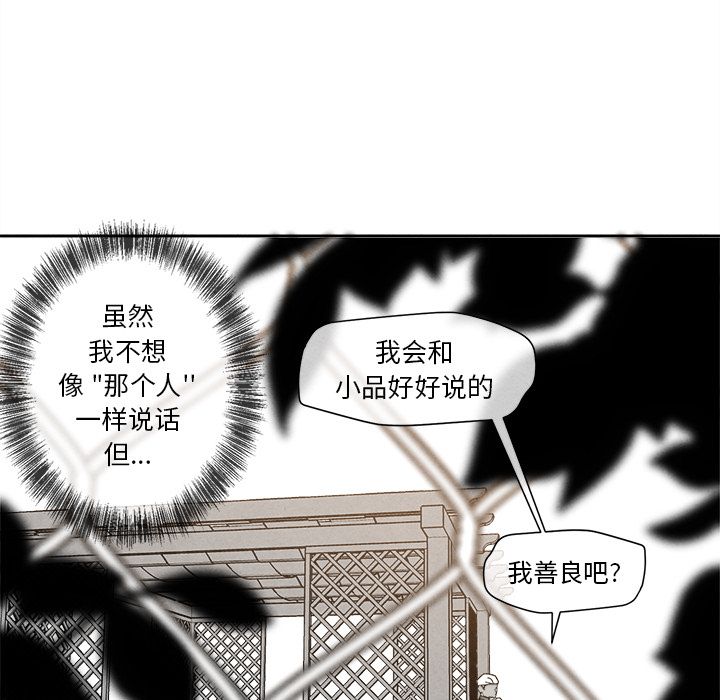 虽然
我不想
像 "那个人"
一样说话
但...
我会和
小品好好说的
我善良吧?